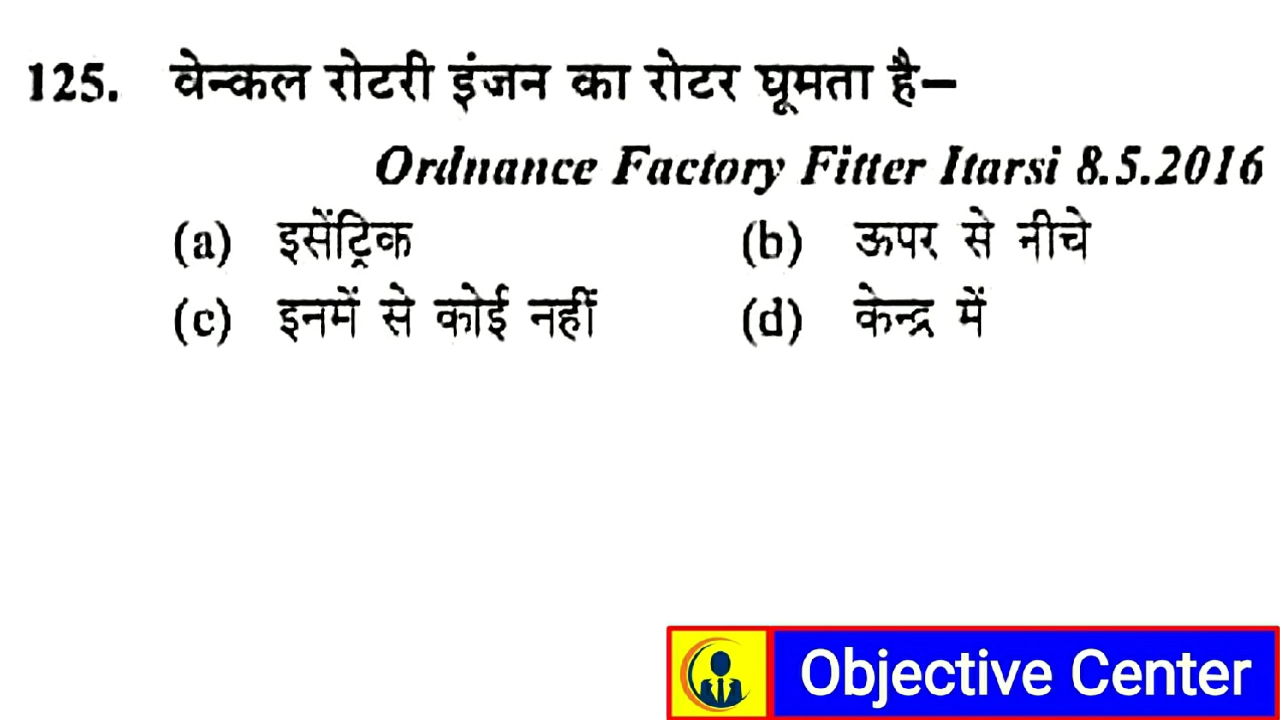 125. वेन्कल रोटरी इंजन का रोटर घूमता है–
Ordnance Factory Fitter Itarsi 8.5.2016
(a) इसेंट्रिक (b) ऊपर से नीचे
(c) इनमें से कोई नहीं (d) केन्द्र में
Objective Center